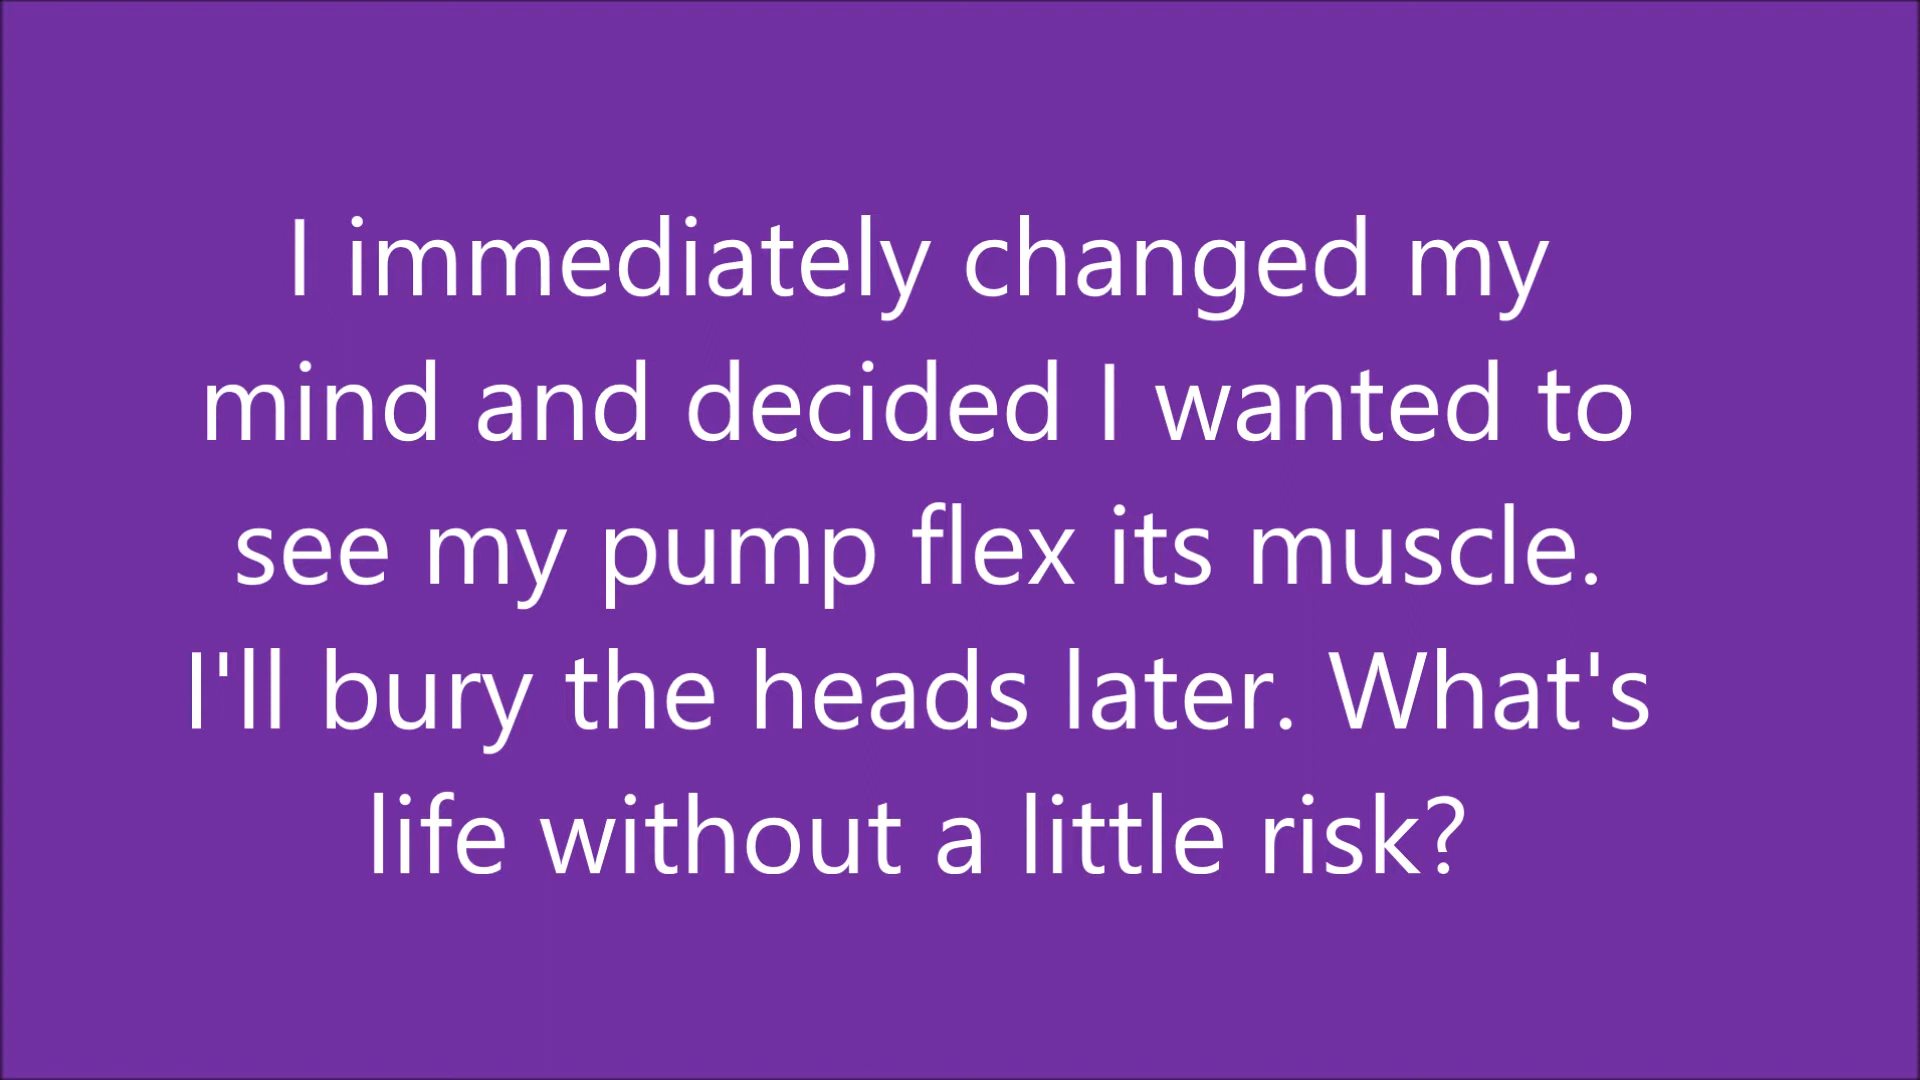 I immediately changed my
mind and decided I wanted to
see my pump flex its muscle.
I'll bury the heads later. What's
life without a little risk?